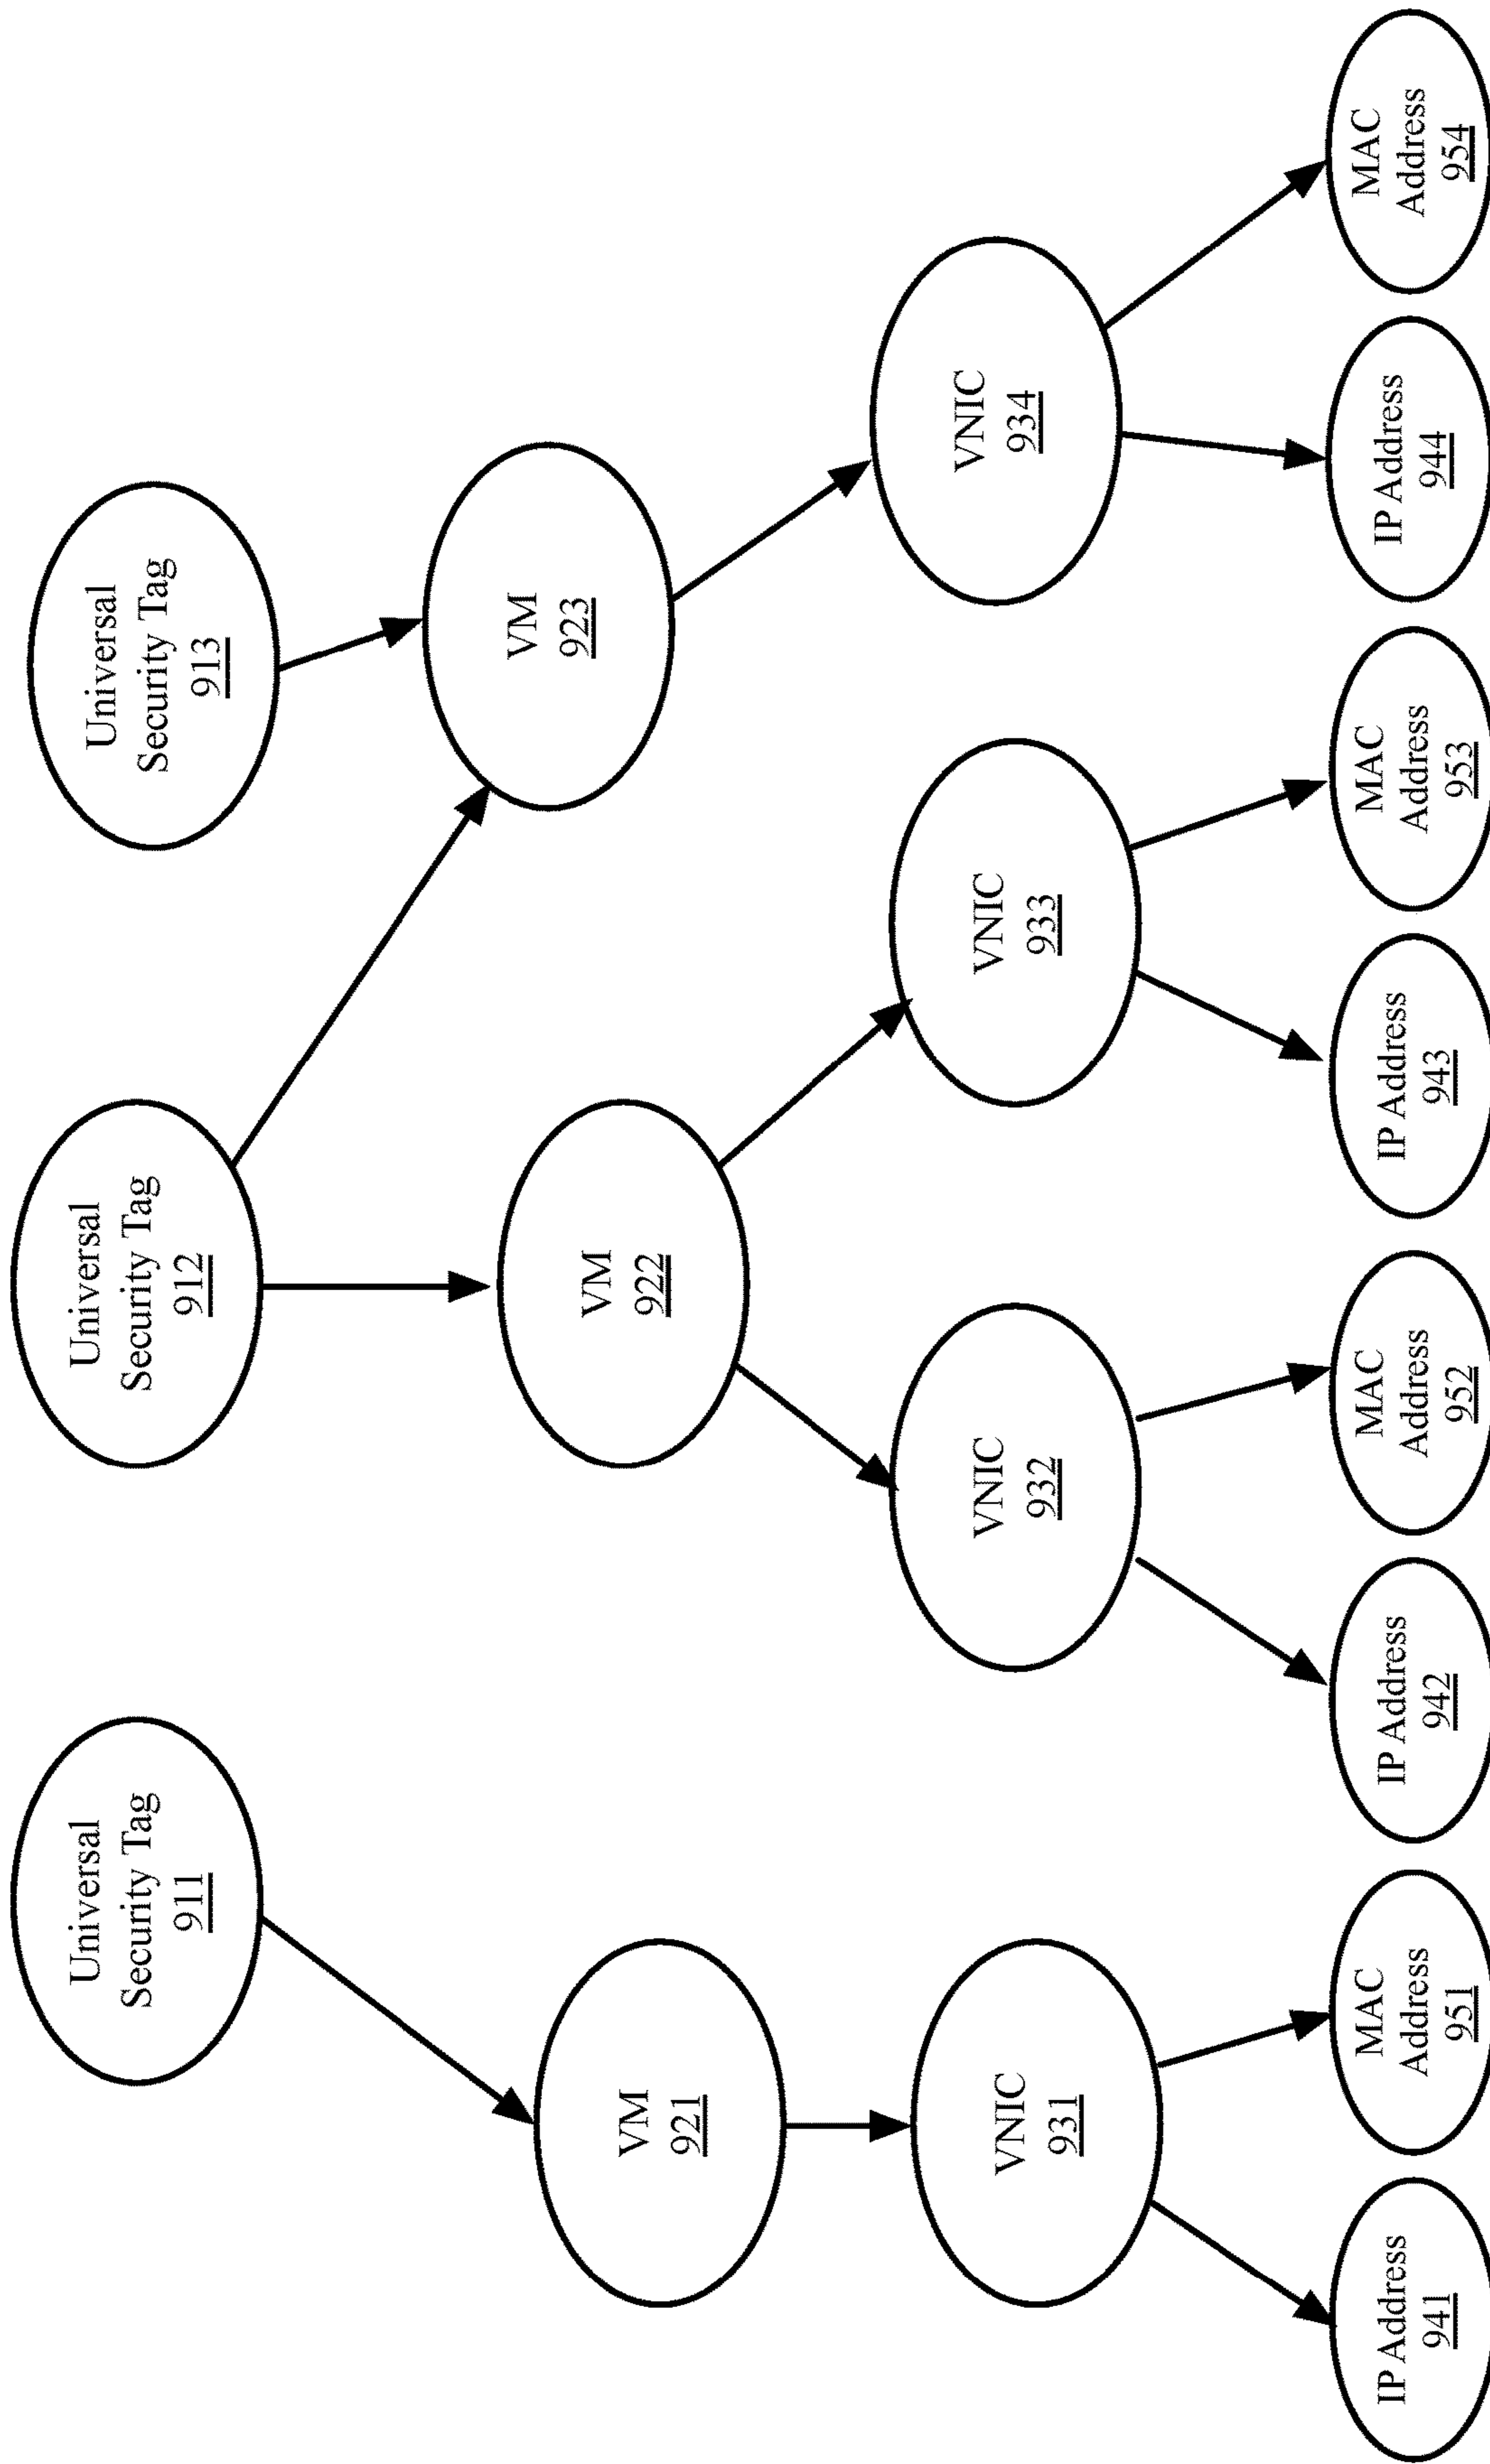 Universal
Security Tag
911
Universal
Security Tag
912
Universal
Security Tag
913
VM
921
VM
922
VM
923
VNIC
931
VNIC
932
VNIC
933
VNIC
934
IP Address
941
MAC
Address
951
IP Address
942
MAC
Address
952
IP Address
943
MAC
Address
953
IP Address
944
MAC
Address
954